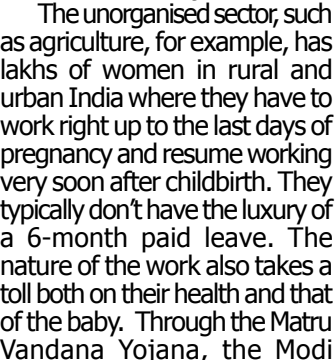 The unorganised sector, such
as agriculture, for example, has
lakhs of women in rural and
urban India where they have to
work right up to the last days of
pregnancy and resume working
very soon after childbirth. They
typically don’t have the luxury of
a 6-month paid leave. The
nature of the work also takes a
toll both on their health and that
of the baby. Through the Matru
Vandana Yojana, the Modi